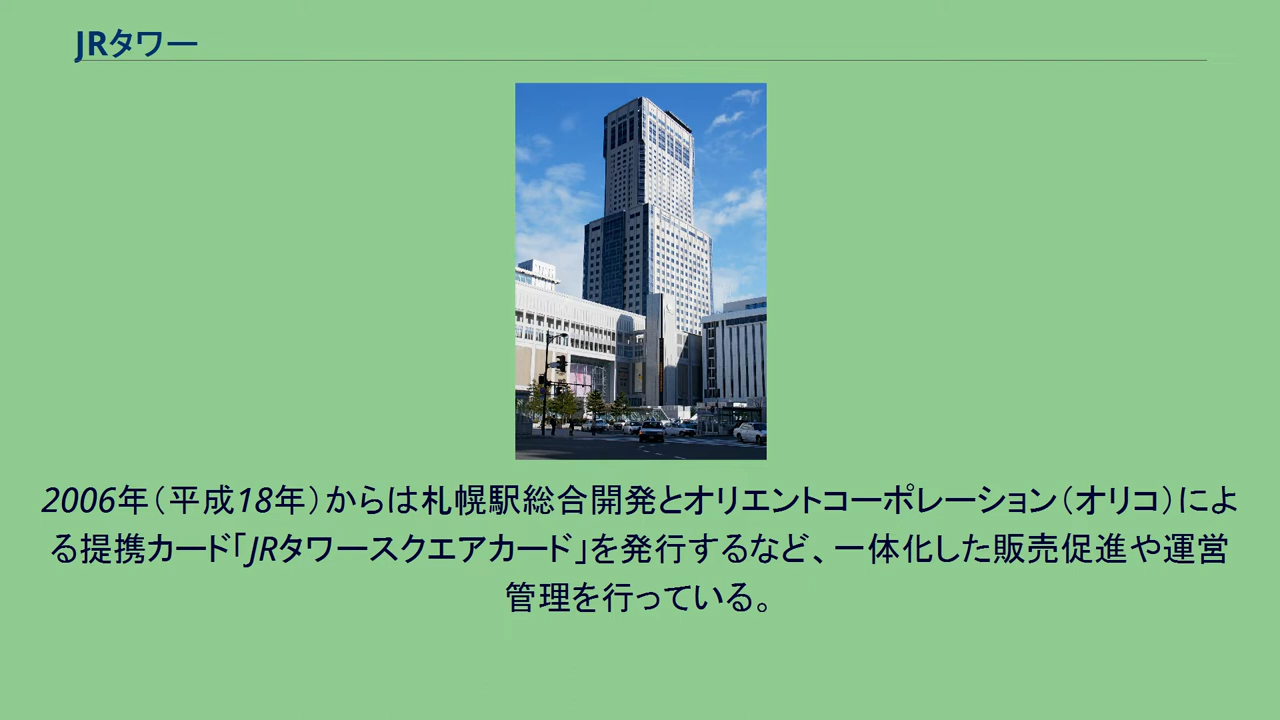 JRタワー
2006年（平成18年）からは札幌駅総合開発とオリエントコーポレーション（オリコ）によ
る提携カード「JRタワースクエアカード」を発行するなど、一体化した販売促進や運営
管理を行っている。